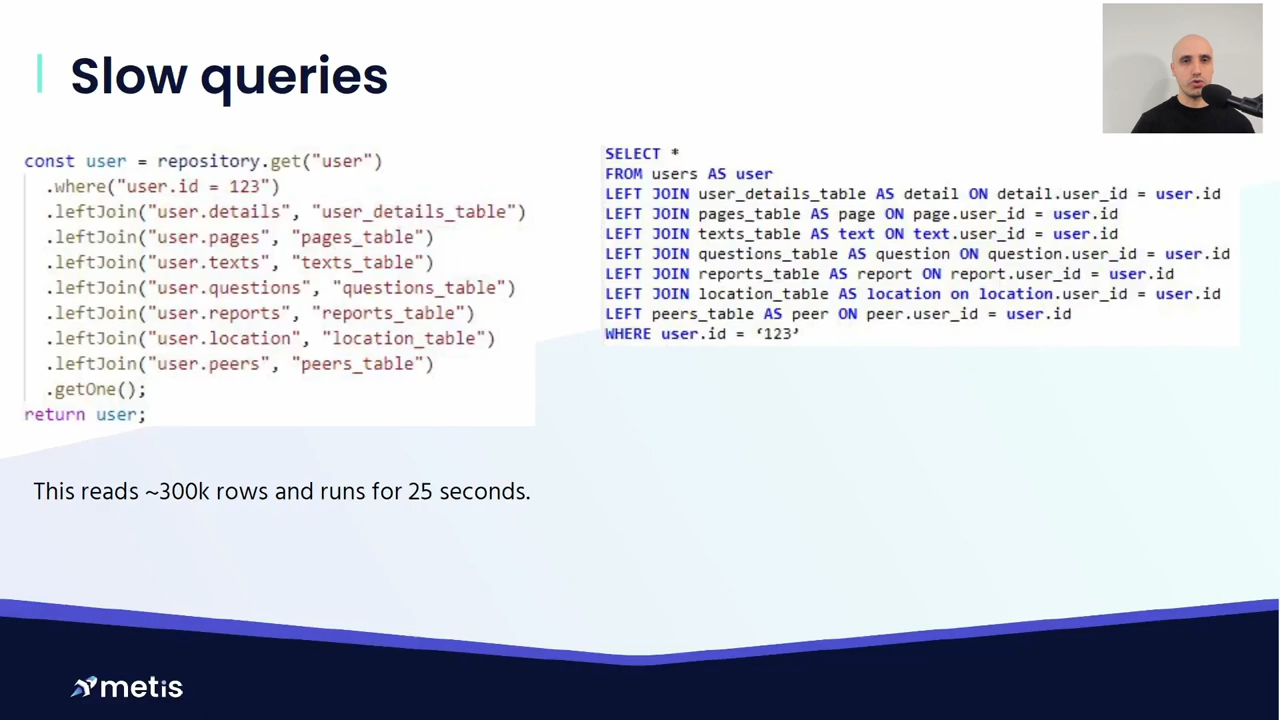 Slow queries
const user = repository.get("user")
.where("user.id = 123")
.leftJoin("user.details", "user_details_table")
.leftJoin("user.pages", "pages_table")
.leftJoin("user.texts", "texts_table")
.leftJoin("user.questions", "questions_table")
.leftJoin("user.reports", "reports_table")
.leftJoin("user.location", "location_table")
.leftJoin("user.peers", "peers_table")
.getOne();
return user;
SELECT *
FROM users AS user
LEFT JOIN user_details_table AS detail ON detail.user_id = user.id
LEFT JOIN pages_table AS page ON page.user_id = user.id
LEFT JOIN texts_table AS text ON text.user_id = user.id
LEFT JOIN questions_table AS question ON question.user_id = user.id
LEFT JOIN reports_table AS report ON report.user_id = user.id
LEFT JOIN location_table AS location on location.user_id = user.id
LEFT peers_table AS peer ON peer.user_id = user.id
WHERE user.id = ‘123’
This reads ~300k rows and runs for 25 seconds.
metis